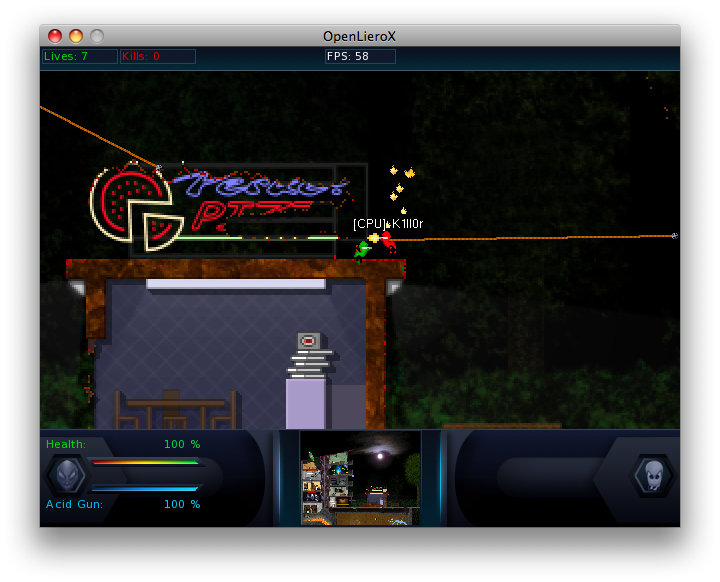 OpenLieroX
Lives: 7
Kills: 0
FPS: 58
[CPU] K1ll0r
Health:
100 %
Acid Gun:
100 %